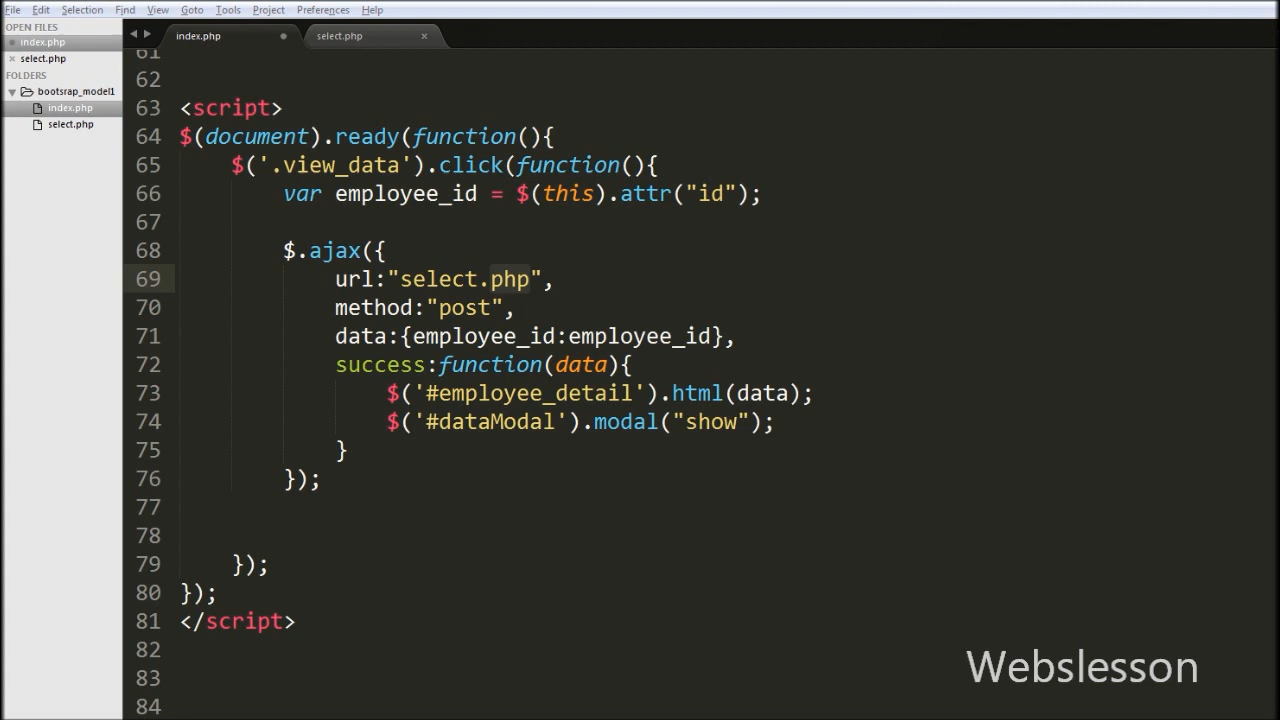 File Edit Selection Find View Goto Tools Project Preferences Help
OPEN FILES
index.php
select.php
FOLDERS
bootsrap_model1
index.php
select.php
index.php select.php
61
62
63 <script>
64 $(document).ready(function(){
65 $('.view_data').click(function(){
66 var employee_id = $(this).attr("id");
67
68 $.ajax({
69 url:"select.php",
70 method:"post",
71 data:{employee_id:employee_id},
72 success:function(data){
73 $('#employee_detail').html(data);
74 $('#dataModal').modal("show");
75 }
76 });
77
78
79 });
80 });
81 </script>
82
83
84
Webslesson